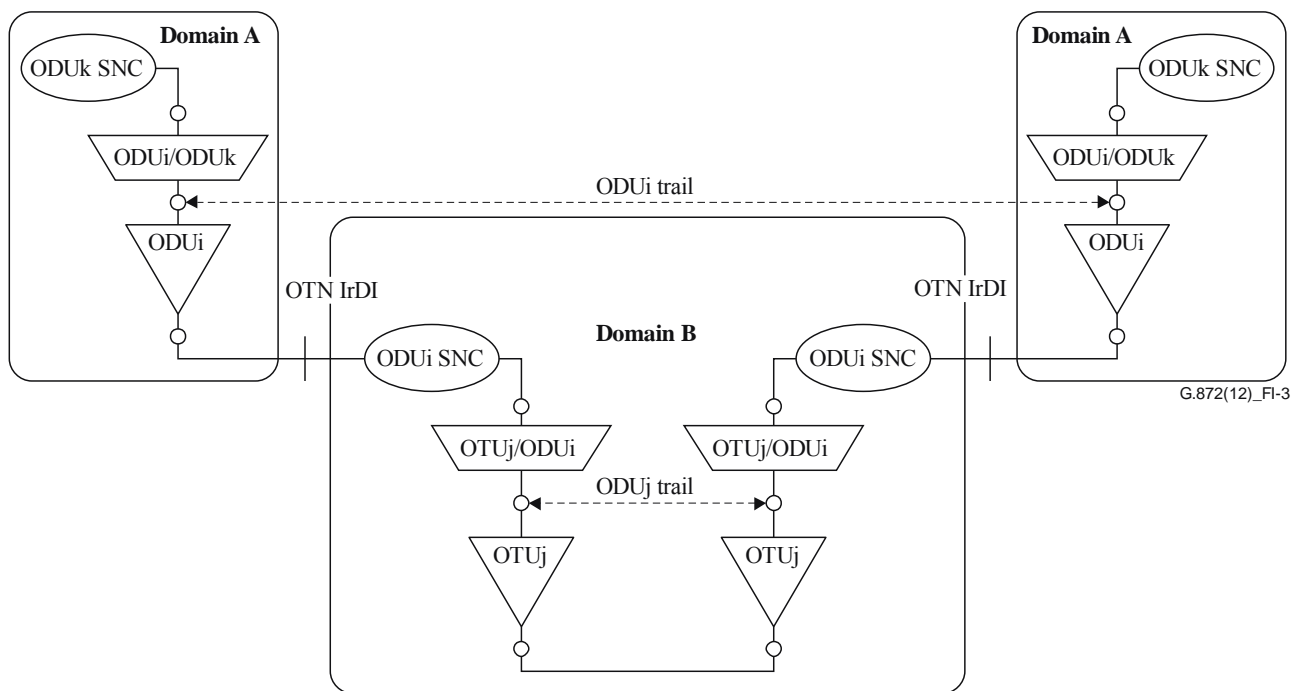 Domain A
Domain A
ODUk SNC
ODUk SNC
ODUi/ODUk
ODUi/ODUk
ODUi trail
ODUi
ODUi
OTN IrDI
OTN IrDI
Domain B
ODUi SNC
ODUi SNC
G.872(12)_FI-3
OTUj/ODUi
OTUj/ODUi
ODUj trail
OTUj
OTUj